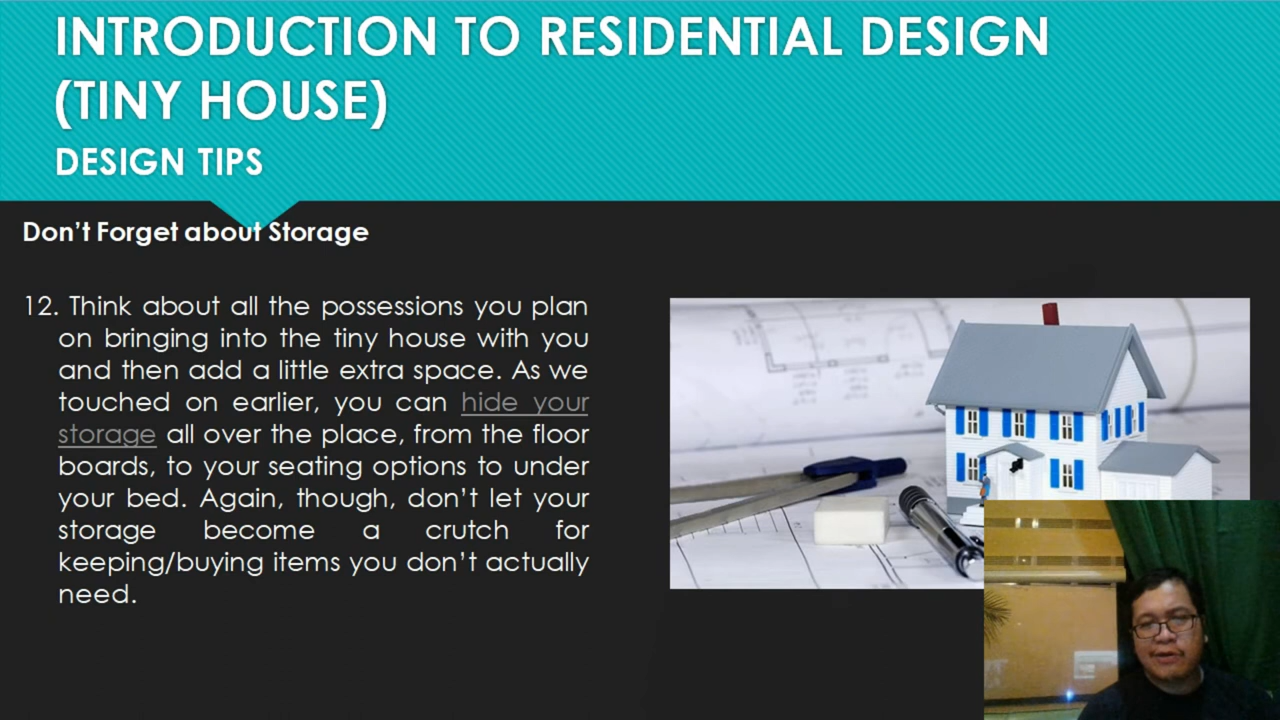 INTRODUCTION TO RESIDENTIAL DESIGN
(TINY HOUSE)
DESIGN TIPS
Don’t Forget about Storage
12. Think about all the possessions you plan
on bringing into the tiny house with you
and then add a little extra space. As we
touched on earlier, you can hide your
storage all over the place, from the floor
boards, to your seating options to under
your bed. Again, though, don’t let your
storage become a crutch for
keeping/buying items you don’t actually
need.